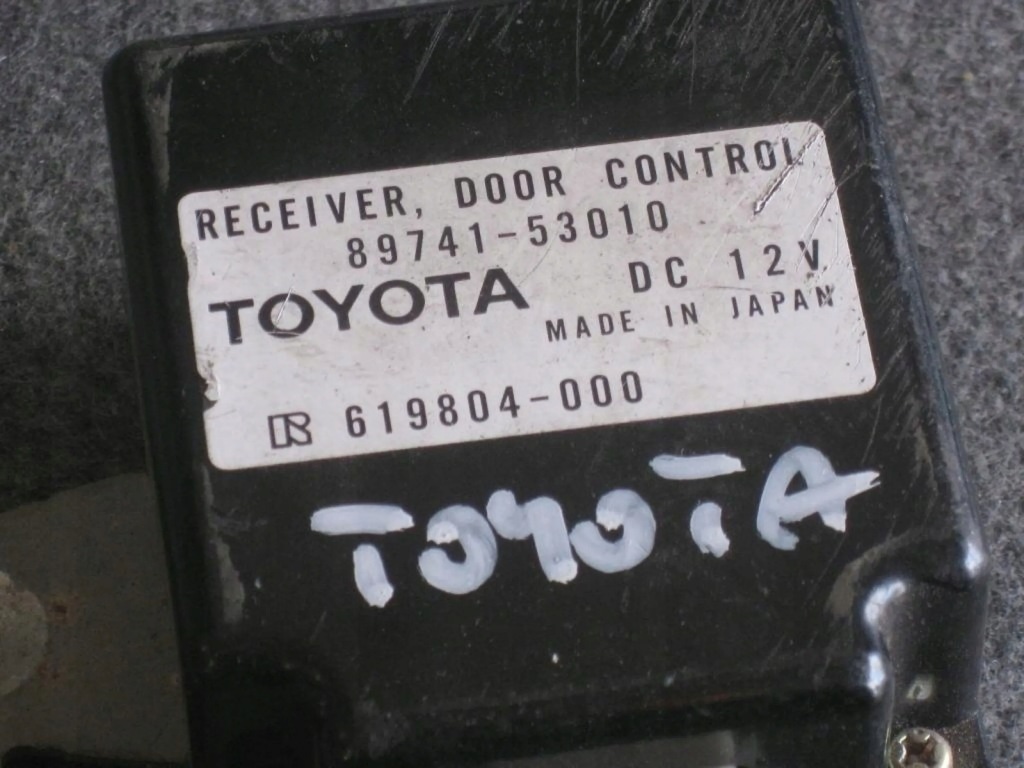 RECEIVER, DOOR CONTROL
89741-53010
TOYOTA DC 12V
MADE IN JAPAN
619804-000
TOYOTA